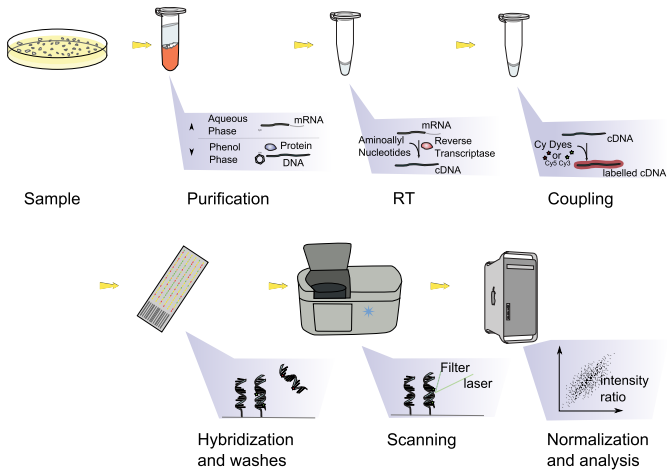 Aqueous
Phase
mRNA
Phenol
Phase
Protein
DNA
mRNA
Aminoallyl
Nucleotides
Reverse
Transcriptase
cDNA
cDNA
Cy Dyes
or
Cy5 Cy3
labelled cDNA
Sample
Purification
RT
Coupling
Filter
laser
intensity
ratio
Hybridization
and washes
Scanning
Normalization
and analysis